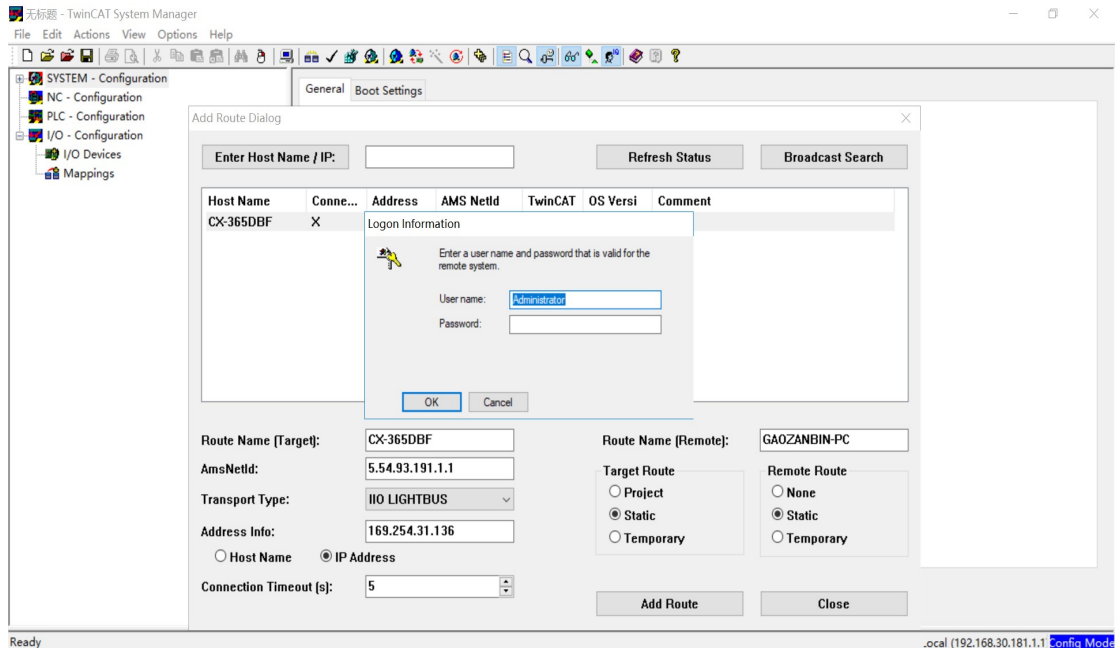 无标题 - TwinCAT System Manager
File Edit Actions View Options Help
SYSTEM - Configuration
NC - Configuration
PLC - Configuration
I/O - Configuration
I/O Devices
Mappings
General Boot Settings
Add Route Dialog
Enter Host Name / IP: Refresh Status Broadcast Search
Host Name Conne... Address AMS NetId TwinCAT OS Versi Comment
CX-365DBF X
Logon Information
Enter a user name and password that is valid for the
remote system.
User name: Administrator
Password:
OK Cancel
Route Name (Target): CX-365DBF Route Name (Remote): GAOZANBIN-PC
AmsNetId: 5.54.93.191.1.1
Target Route Remote Route
Transport Type: IIO LIGHTBUS
Project None
Static Static
Address Info: 169.254.31.136
Temporary Temporary
Host Name IP Address
Connection Timeout (s): 5
Add Route Close
Ready .ocal (192.168.30.181.1.1 Config Mode